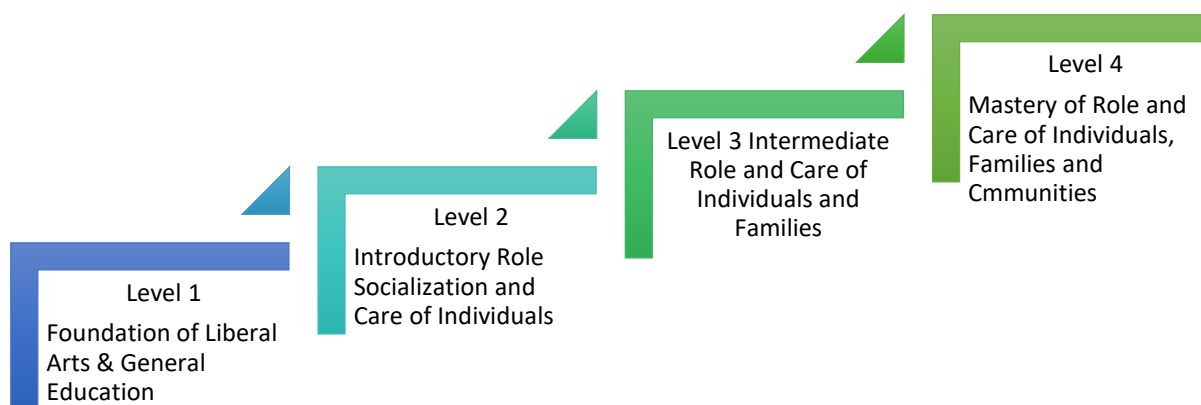 Level 1
Foundation of Liberal
Arts & General
Education
Level 2
Introductory Role
Socialization and
Care of Individuals
Level 3 Intermediate
Role and Care of
Individuals and
Families
Level 4
Mastery of Role and
Care of Individuals,
Families and
Cmmunities